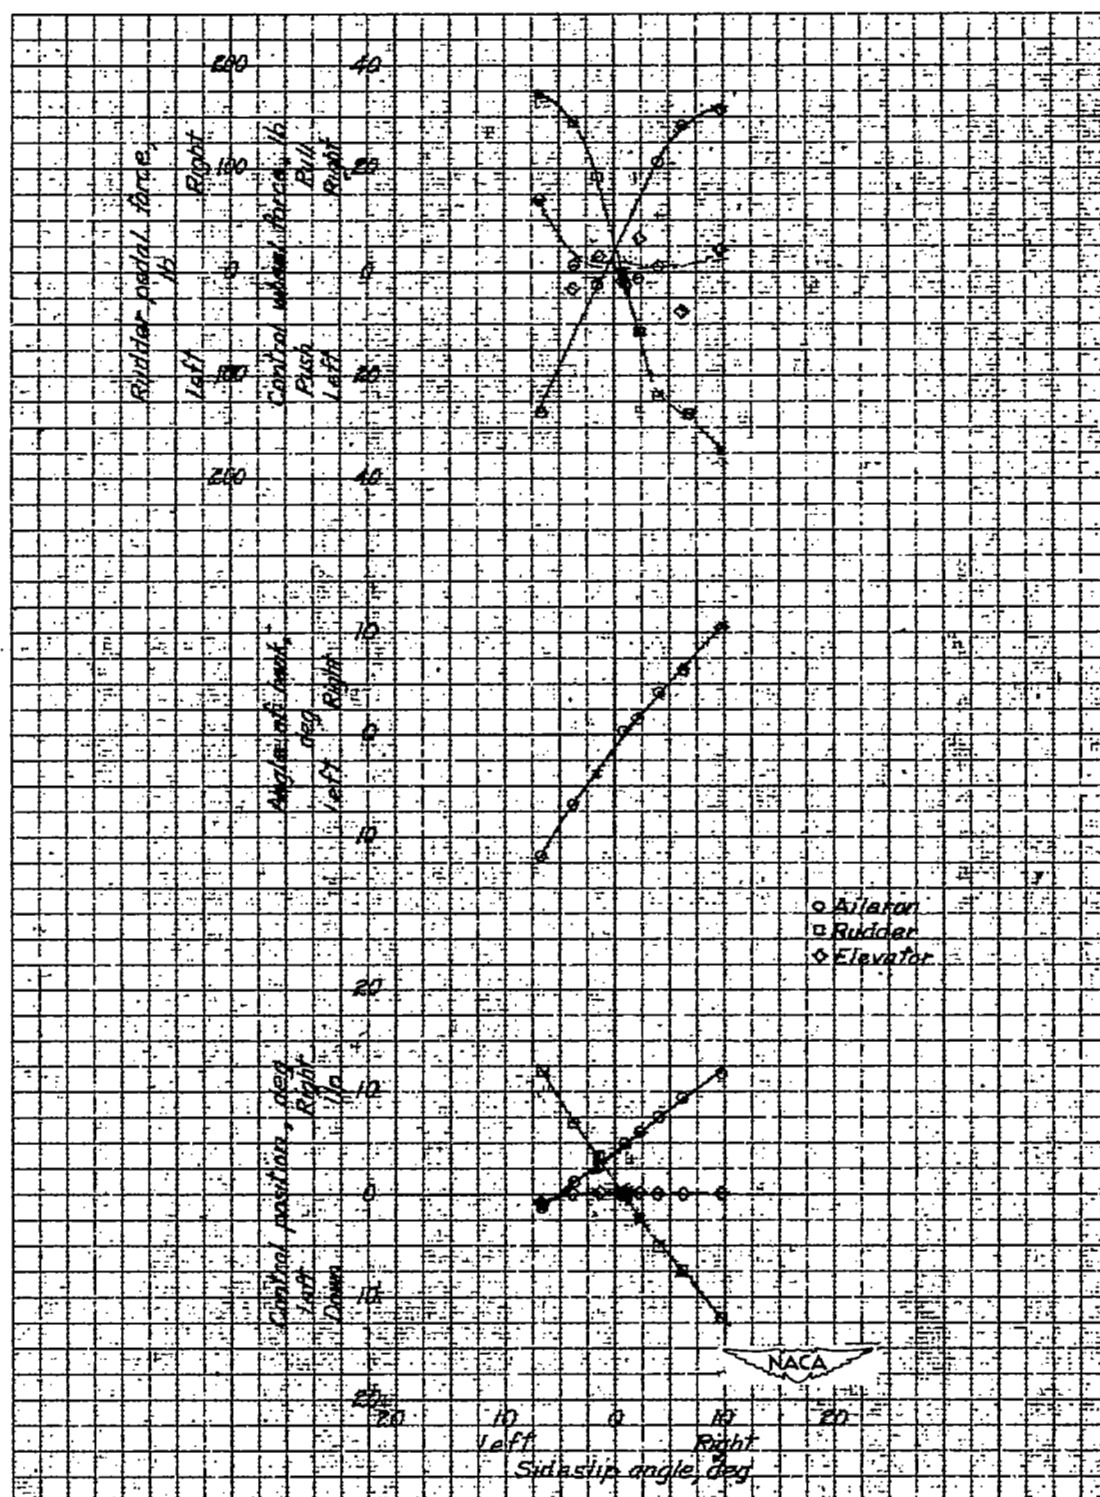 200 40
Rudder pedal force, lb
Left Right
Control wheel force, lb
Push Pull
Left Right
100 20
0 0
100 20
200 40
10
Angle of bank,
deg
Left Right
0
10
Aileron
Rudder
Elevator
20
Control position, deg
Left Right
Down Up
10
0
10
20
20 10 0 10 20
Left Right
Sideslip angle, deg
NACA